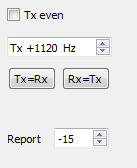 Tx even
Tx +1120 Hz
Tx=Rx Rx=Tx
Report -15